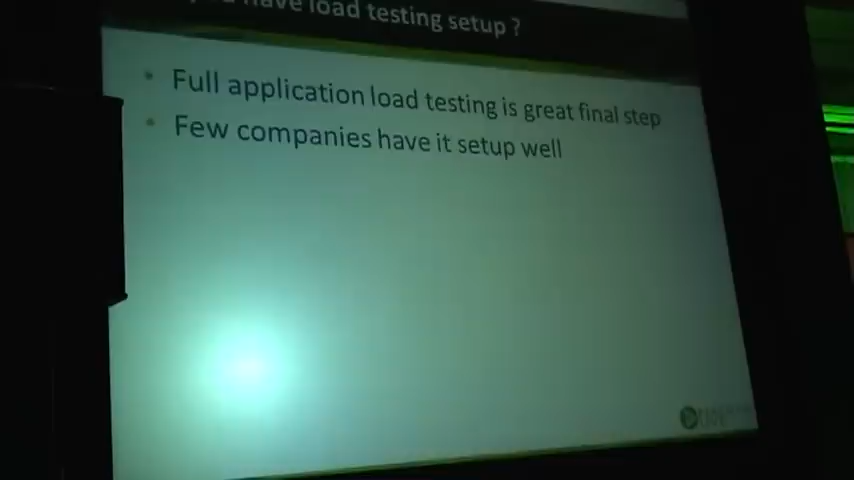 have load testing setup ?
Full application load testing is great final step
Few companies have it setup well